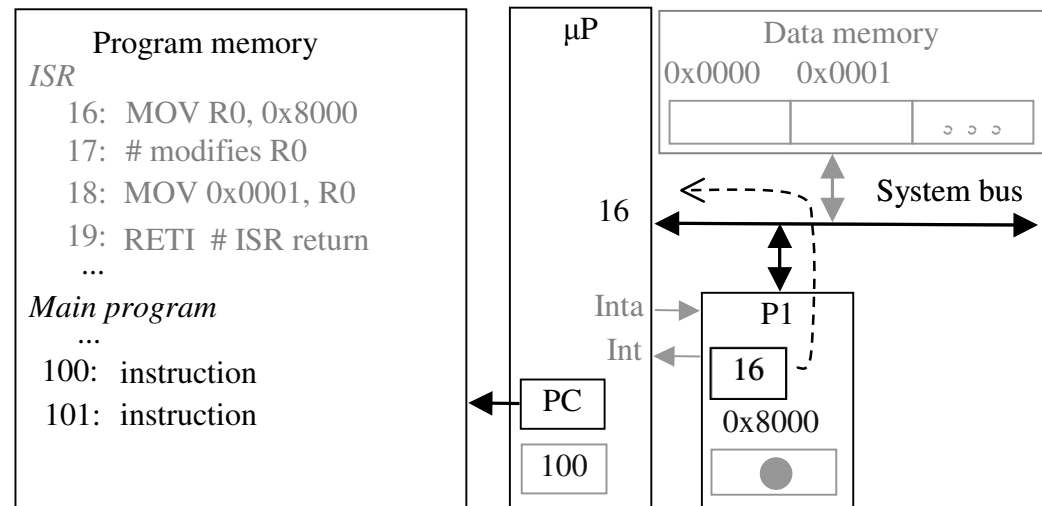 Program memory
ISR
16: MOV R0, 0x8000
17: # modifies R0
18: MOV 0x0001, R0
19: RETI # ISR return
...
Main program
...
100: instruction
101: instruction
μP
16
Inta
Int
PC
100
Data memory
0x0000 0x0001
System bus
P1
16
0x8000